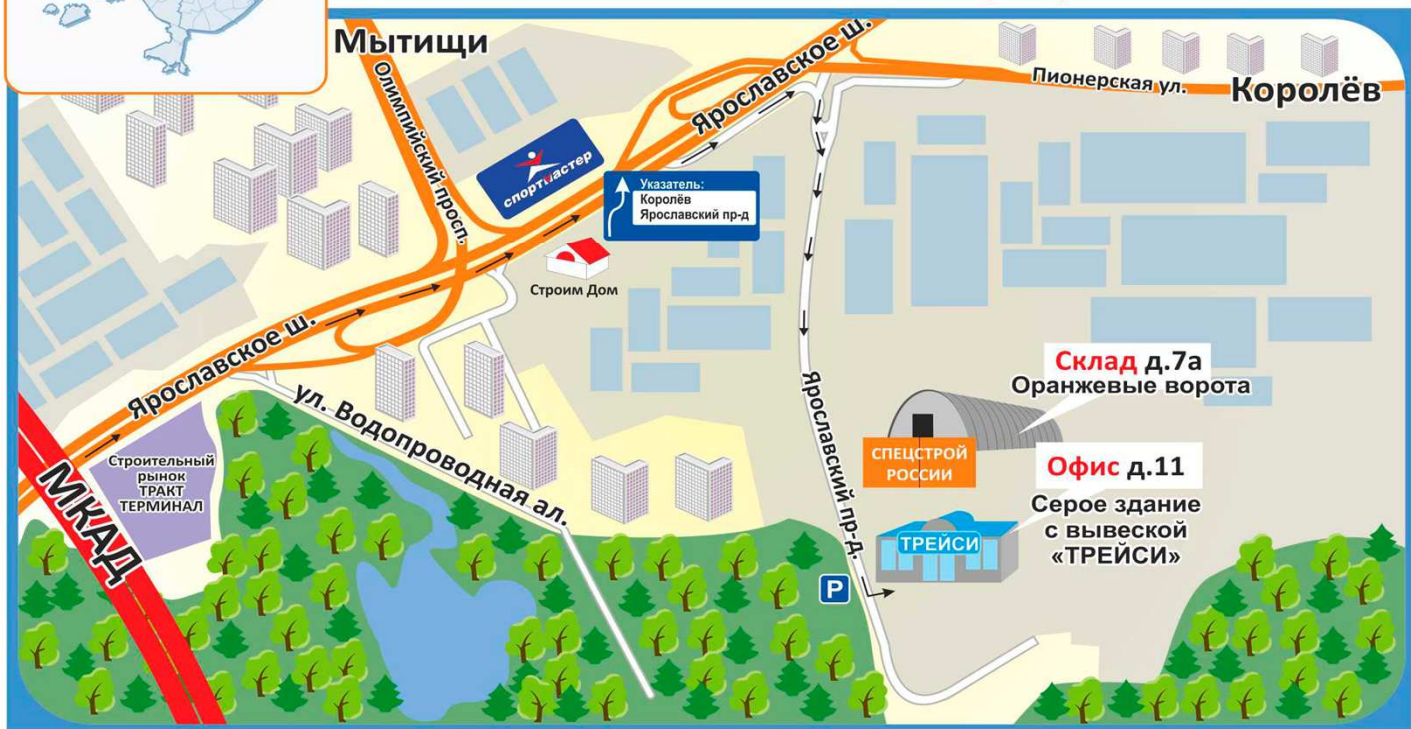 Мытищи
Олимпийский просп.
Ярославское ш.
Пионерская ул.
Королёв
спортмастер
Указатель:
Королёв
Ярославский пр-д
Строим Дом
Ярославское ш.
ул. Водопроводная ал.
Строительный
рынок
ТРАКТ
ТЕРМИНАЛ
МКАД
Ярославский пр-д.
Склад д.7а
Оранжевые ворота
СПЕЦСТРОЙ
РОССИИ
Офис д.11
Серое здание
с вывеской
«ТРЕЙСИ»
ТРЕЙСИ
P